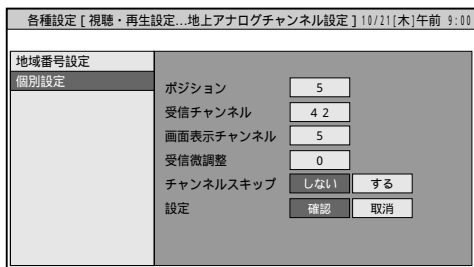 各種設定 [ 視聴・再生設定…地上アナログチャンネル設定 ] 10/21[木]午前 9:00
地域番号設定
個別設定
ポジション 5
受信チャンネル 4 2
画面表示チャンネル 5
受信微調整 0
チャンネルスキップ しない する
設定 確認 取消